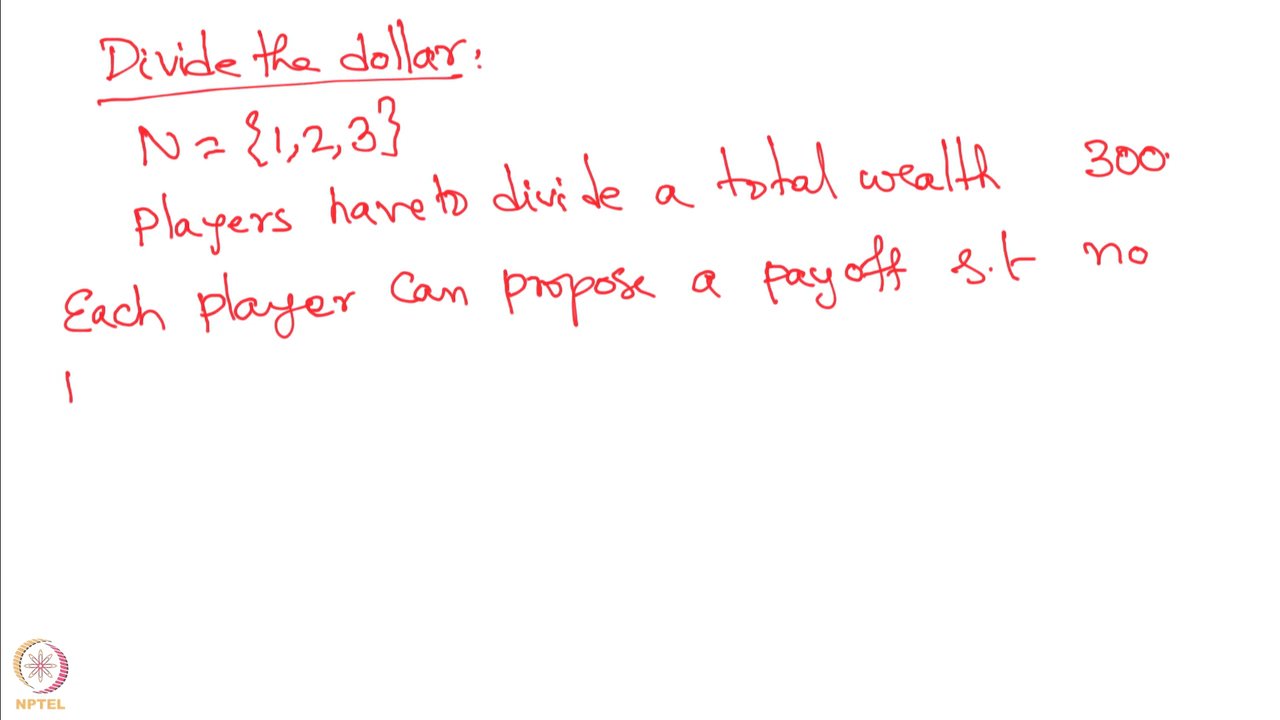 Divide the dollar:
N = {1,2,3}
Players have to divide a total wealth 300.
Each player can propose a payoff s.t no
NPTEL